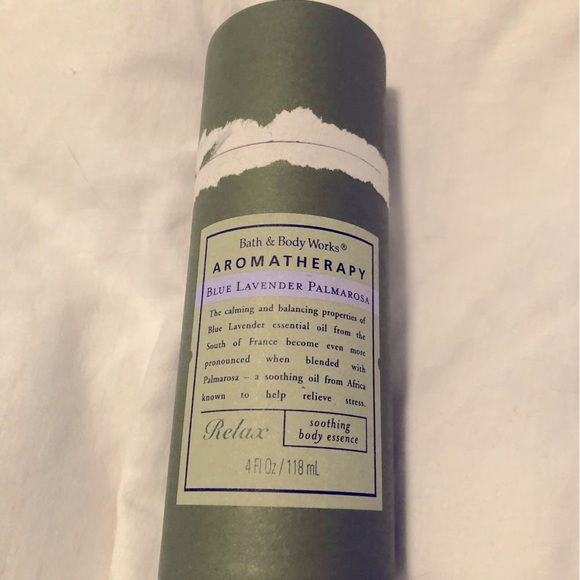 Bath & Body Works®
AROMATHERAPY
BLUE LAVENDER PALMAROSA
The calming and balancing properties of
Blue Lavender essential oil from the
South of France become even more
pronounced when blended with
Palmarosa – a soothing oil from Africa
known to help relieve stress.
Relax
soothing
body essence
4 Fl Oz / 118 mL